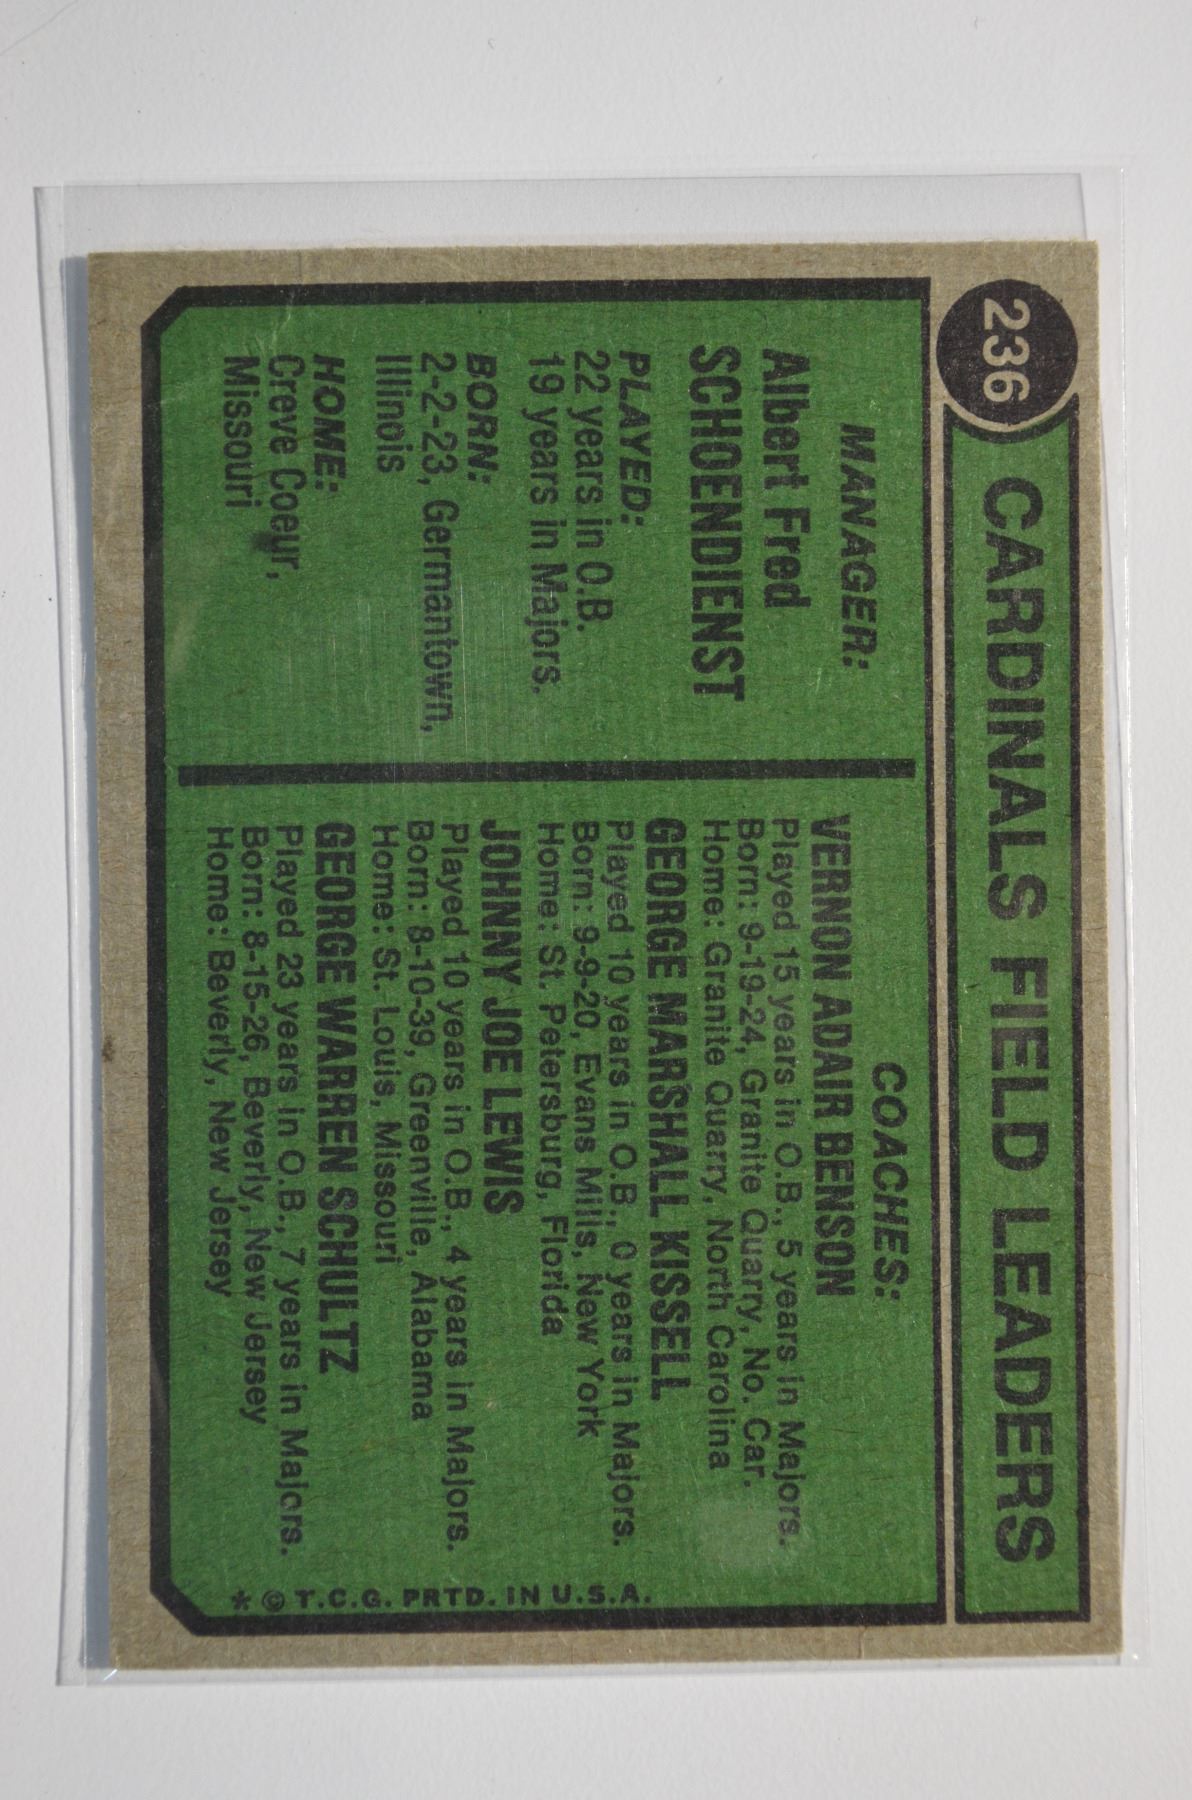 236
CARDINALS FIELD LEADERS
MANAGER:
Albert Fred
SCHOENDIENST
PLAYED:
22 years in O.B.
19 years in Majors.
BORN:
2-2-23, Germantown,
Illinois
HOME:
Creve Coeur,
Missouri
COACHES:
VERNON ADAIR BENSON
Played 15 years in O.B., 5 years in Majors.
Born: 9-19-24, Granite Quarry, No. Car.
Home: Granite Quarry, North Carolina
GEORGE MARSHALL KISSELL
Played 10 years in O.B., 0 years in Majors.
Born: 9-9-20, Evans Mills, New York
Home: St. Petersburg, Florida
JOHNNY JOE LEWIS
Played 10 years in O.B., 4 years in Majors.
Born: 8-10-39, Greenville, Alabama
Home: St. Louis, Missouri
GEORGE WARREN SCHULTZ
Played 23 years in O.B., 7 years in Majors.
Born: 8-15-26, Beverly, New Jersey
Home: Beverly, New Jersey
* © T.C.G. PRTD. IN U.S.A.